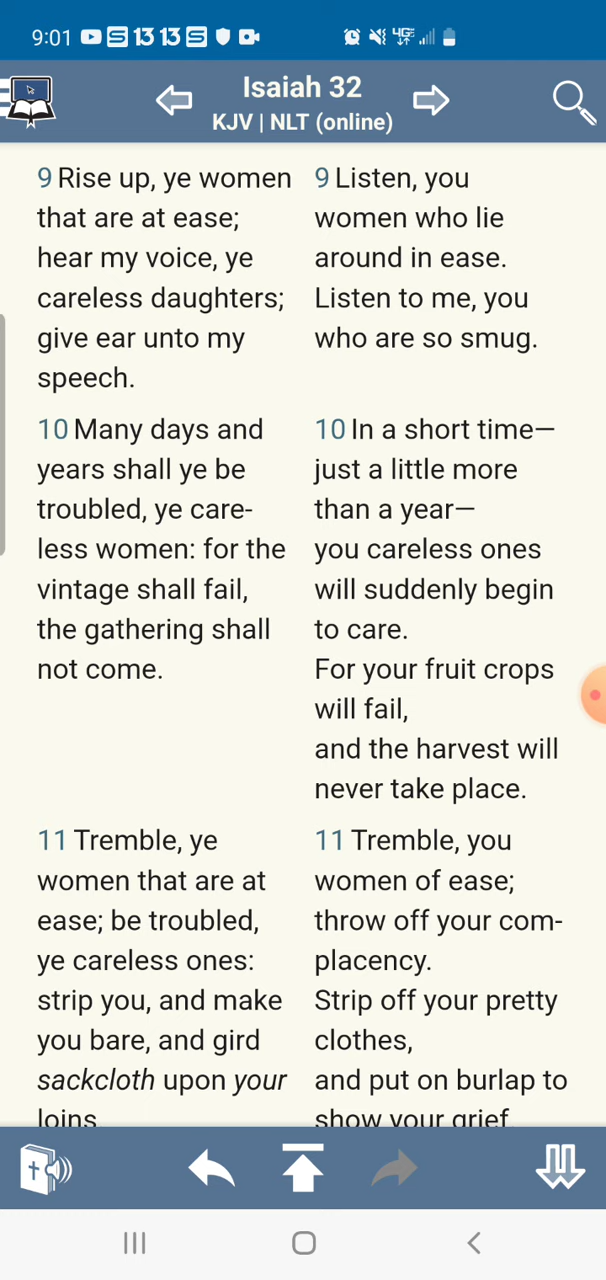 9:01 S 13 13 S 4GE
Isaiah 32
KJV | NLT (online)
9 Rise up, ye women
that are at ease;
hear my voice, ye
careless daughters;
give ear unto my
speech.
10 Many days and
years shall ye be
troubled, ye care-
less women: for the
vintage shall fail,
the gathering shall
not come.
11 Tremble, ye
women that are at
ease; be troubled,
ye careless ones:
strip you, and make
you bare, and gird
sackcloth upon your
loins
9 Listen, you
women who lie
around in ease.
Listen to me, you
who are so smug.
10 In a short time—
just a little more
than a year—
you careless ones
will suddenly begin
to care.
For your fruit crops
will fail,
and the harvest will
never take place.
11 Tremble, you
women of ease;
throw off your com-
placency.
Strip off your pretty
clothes,
and put on burlap to
show your grief